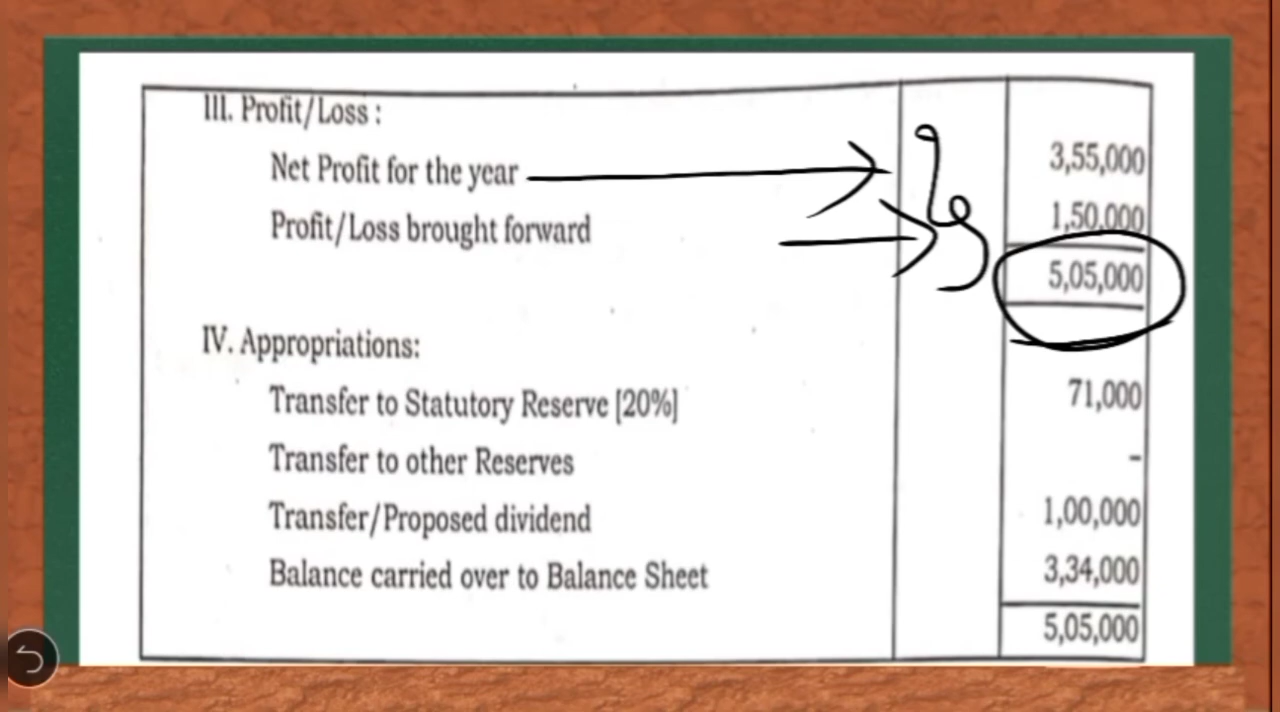 III. Profit/Loss :
Net Profit for the year 3,55,000
Profit/Loss brought forward 1,50,000
5,05,000
IV. Appropriations:
Transfer to Statutory Reserve [20%] 71,000
Transfer to other Reserves -
Transfer/Proposed dividend 1,00,000
Balance carried over to Balance Sheet 3,34,000
5,05,000